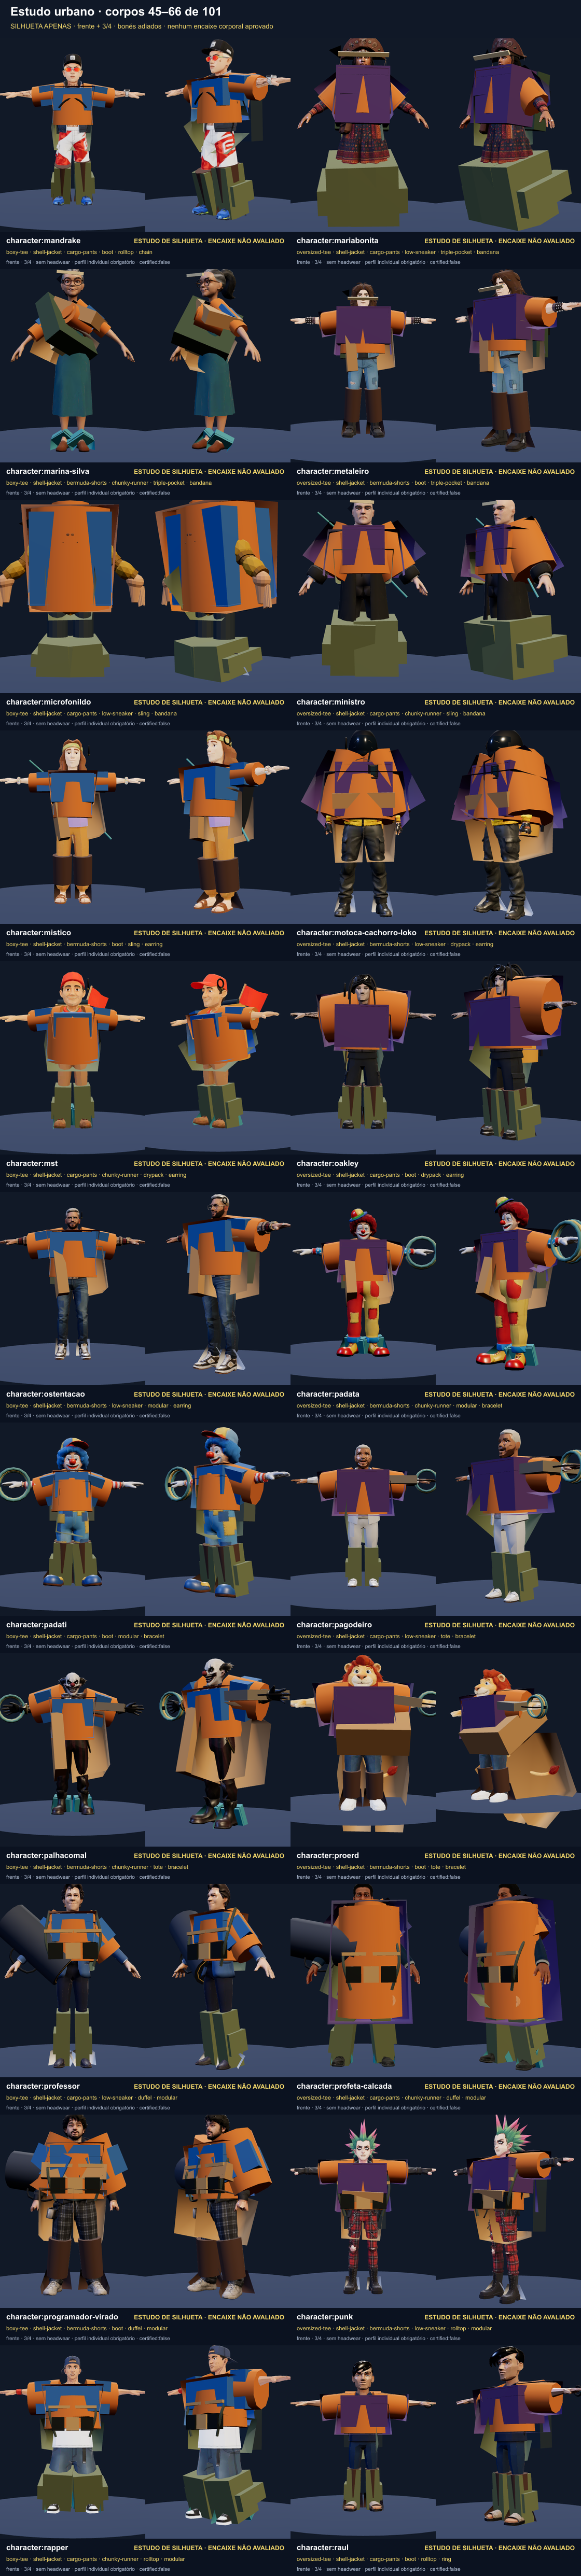 Estudo urbano · corpos 45–66 de 101
SILHUETA APENAS · frente + 3/4 · bonés adiados · nenhum encaixe corporal aprovado
character:mandrake ESTUDO DE SILHUETA · ENCAIXE NÃO AVALIADO
boxy-tee · shell-jacket · cargo-pants · boot · rolltop · chain
frente · 3/4 · sem headwear · perfil individual obrigatório · certified:false
character:mariabonita ESTUDO DE SILHUETA · ENCAIXE NÃO AVALIADO
oversized-tee · shell-jacket · cargo-pants · low-sneaker · triple-pocket · bandana
frente · 3/4 · sem headwear · perfil individual obrigatório · certified:false
character:marina-silva ESTUDO DE SILHUETA · ENCAIXE NÃO AVALIADO
boxy-tee · shell-jacket · bermuda-shorts · chunky-runner · triple-pocket · bandana
frente · 3/4 · sem headwear · perfil individual obrigatório · certified:false
character:metaleiro ESTUDO DE SILHUETA · ENCAIXE NÃO AVALIADO
oversized-tee · shell-jacket · bermuda-shorts · boot · triple-pocket · bandana
frente · 3/4 · sem headwear · perfil individual obrigatório · certified:false
character:microfonildo ESTUDO DE SILHUETA · ENCAIXE NÃO AVALIADO
boxy-tee · shell-jacket · cargo-pants · low-sneaker · sling · bandana
frente · 3/4 · sem headwear · perfil individual obrigatório · certified:false
character:ministro ESTUDO DE SILHUETA · ENCAIXE NÃO AVALIADO
oversized-tee · shell-jacket · cargo-pants · chunky-runner · sling · bandana
frente · 3/4 · sem headwear · perfil individual obrigatório · certified:false
character:mistico ESTUDO DE SILHUETA · ENCAIXE NÃO AVALIADO
boxy-tee · shell-jacket · bermuda-shorts · boot · sling · earring
frente · 3/4 · sem headwear · perfil individual obrigatório · certified:false
character:motoca-cachorro-loko ESTUDO DE SILHUETA · ENCAIXE NÃO AVALIADO
oversized-tee · shell-jacket · bermuda-shorts · low-sneaker · drypack · earring
frente · 3/4 · sem headwear · perfil individual obrigatório · certified:false
character:mst ESTUDO DE SILHUETA · ENCAIXE NÃO AVALIADO
boxy-tee · shell-jacket · cargo-pants · chunky-runner · drypack · earring
frente · 3/4 · sem headwear · perfil individual obrigatório · certified:false
character:oakley ESTUDO DE SILHUETA · ENCAIXE NÃO AVALIADO
oversized-tee · shell-jacket · cargo-pants · boot · drypack · earring
frente · 3/4 · sem headwear · perfil individual obrigatório · certified:false
character:ostentacao ESTUDO DE SILHUETA · ENCAIXE NÃO AVALIADO
boxy-tee · shell-jacket · bermuda-shorts · low-sneaker · modular · earring
frente · 3/4 · sem headwear · perfil individual obrigatório · certified:false
character:padata ESTUDO DE SILHUETA · ENCAIXE NÃO AVALIADO
oversized-tee · shell-jacket · bermuda-shorts · chunky-runner · modular · bracelet
frente · 3/4 · sem headwear · perfil individual obrigatório · certified:false
character:padati ESTUDO DE SILHUETA · ENCAIXE NÃO AVALIADO
boxy-tee · shell-jacket · cargo-pants · boot · modular · bracelet
frente · 3/4 · sem headwear · perfil individual obrigatório · certified:false
character:pagodeiro ESTUDO DE SILHUETA · ENCAIXE NÃO AVALIADO
oversized-tee · shell-jacket · cargo-pants · low-sneaker · tote · bracelet
frente · 3/4 · sem headwear · perfil individual obrigatório · certified:false
character:palhacomal ESTUDO DE SILHUETA · ENCAIXE NÃO AVALIADO
boxy-tee · shell-jacket · bermuda-shorts · chunky-runner · tote · bracelet
frente · 3/4 · sem headwear · perfil individual obrigatório · certified:false
character:proerd ESTUDO DE SILHUETA · ENCAIXE NÃO AVALIADO
oversized-tee · shell-jacket · bermuda-shorts · boot · tote · bracelet
frente · 3/4 · sem headwear · perfil individual obrigatório · certified:false
character:professor ESTUDO DE SILHUETA · ENCAIXE NÃO AVALIADO
boxy-tee · shell-jacket · cargo-pants · low-sneaker · duffel · modular
frente · 3/4 · sem headwear · perfil individual obrigatório · certified:false
character:profeta-calcada ESTUDO DE SILHUETA · ENCAIXE NÃO AVALIADO
oversized-tee · shell-jacket · cargo-pants · chunky-runner · duffel · modular
frente · 3/4 · sem headwear · perfil individual obrigatório · certified:false
character:programador-virado ESTUDO DE SILHUETA · ENCAIXE NÃO AVALIADO
boxy-tee · shell-jacket · bermuda-shorts · boot · duffel · modular
frente · 3/4 · sem headwear · perfil individual obrigatório · certified:false
character:punk ESTUDO DE SILHUETA · ENCAIXE NÃO AVALIADO
oversized-tee · shell-jacket · bermuda-shorts · low-sneaker · rolltop · modular
frente · 3/4 · sem headwear · perfil individual obrigatório · certified:false
character:rapper ESTUDO DE SILHUETA · ENCAIXE NÃO AVALIADO
boxy-tee · shell-jacket · cargo-pants · chunky-runner · rolltop · modular
frente · 3/4 · sem headwear · perfil individual obrigatório · certified:false
character:raul ESTUDO DE SILHUETA · ENCAIXE NÃO AVALIADO
oversized-tee · shell-jacket · cargo-pants · boot · rolltop · ring
frente · 3/4 · sem headwear · perfil individual obrigatório · certified:false